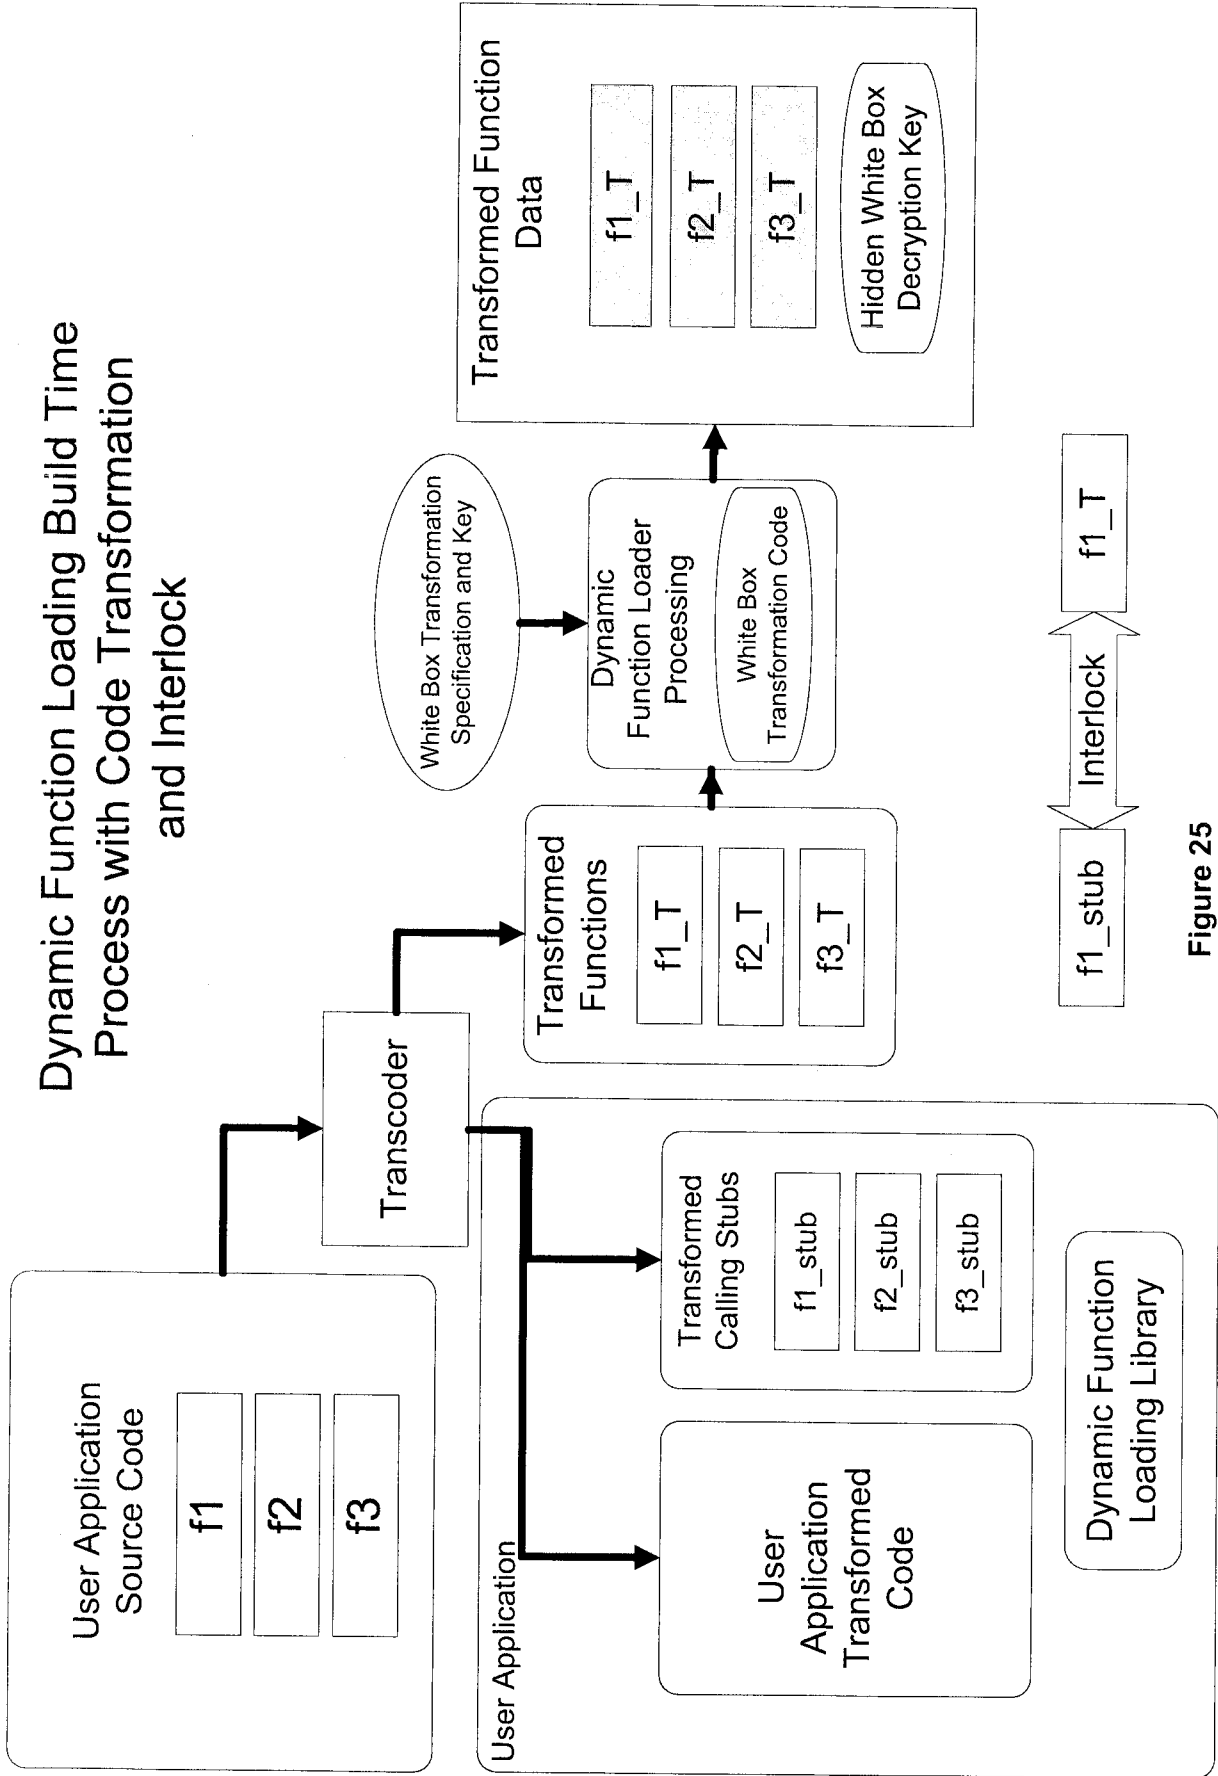 Dynamic Function Loading Build Time
Process with Code Transformation
and Interlock
User Application
Source Code
f1
f2
f3
Transcoder
User Application
User
Application
Transformed
Code
Transformed
Calling Stubs
f1_stub
f2_stub
f3_stub
Dynamic Function
Loading Library
Transformed
Functions
f1_T
f2_T
f3_T
White Box Transformation
Specification and Key
Dynamic
Function Loader
Processing
White Box
Transformation Code
Transformed Function
Data
f1_T
f2_T
f3_T
Hidden White Box
Decryption Key
f1_stub
Interlock
f1_T
Figure 25